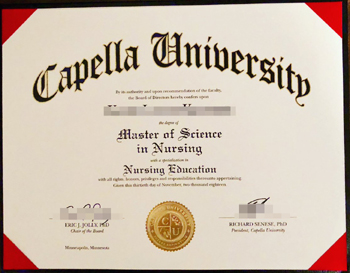 Capella University
By its authority and upon recommendation of the faculty,
the Board of Directors hereby confers upon
the degree of
Master of Science
in Nursing
with a specialization in
Nursing Education
with all rights, honors, privileges and responsibilities thereunto appertaining.
Given this thirtieth day of November, two thousand eighteen
ERIC J. JOLLY, PhD
Chair of the Board
RICHARD SENESE, PhD
President, Capella University
Minneapolis, Minnesota